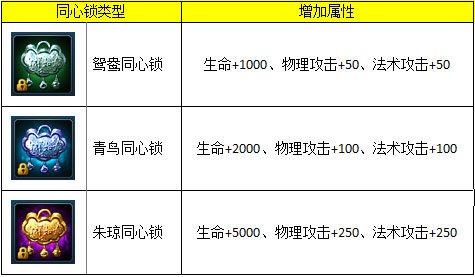 同心锁类型 增加属性
鸳鸯同心锁 生命+1000、物理攻击+50、法术攻击+50
青鸟同心锁 生命+2000、物理攻击+100、法术攻击+100
朱琼同心锁 生命+5000、物理攻击+250、法术攻击+250